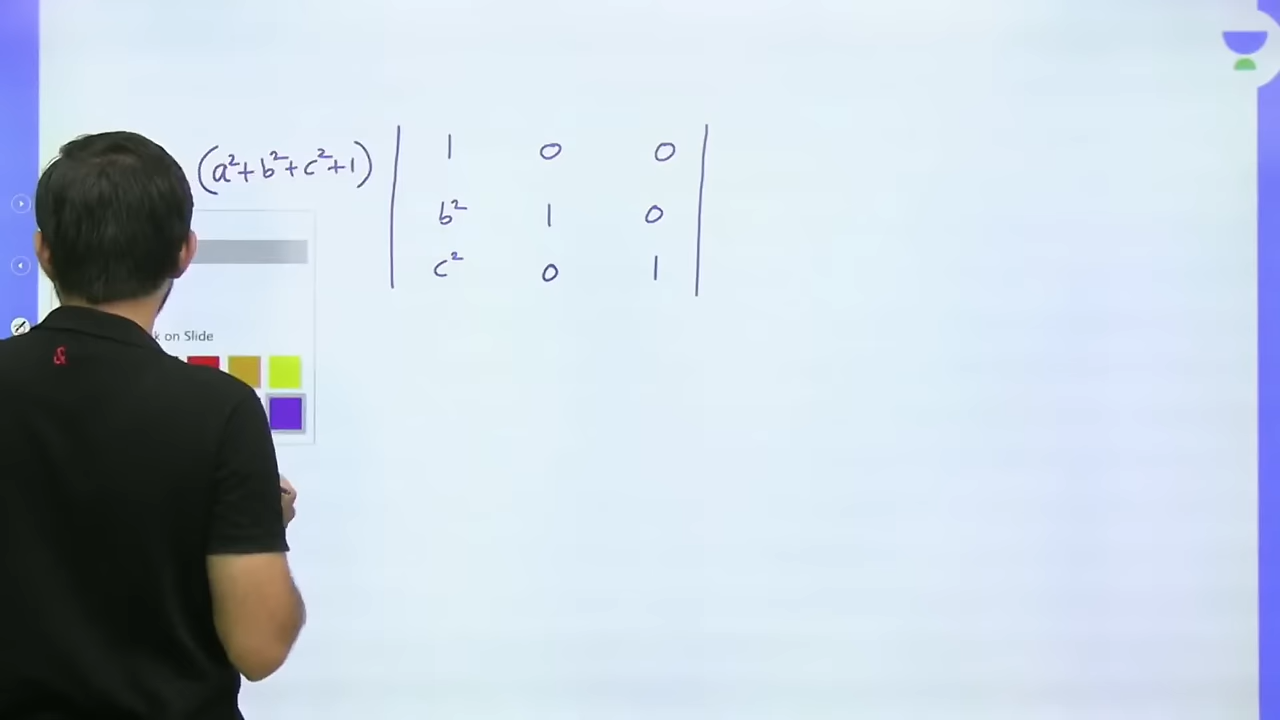 (a²+b²+c²+1) | 1 0 0 |
| b² 1 0 |
| c² 0 1 |
k on Slide